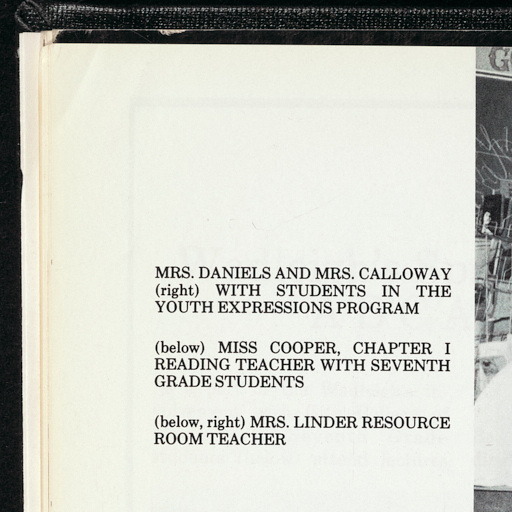 MRS. DANIELS AND MRS. CALLOWAY
(right) WITH STUDENTS IN THE
YOUTH EXPRESSIONS PROGRAM
(below) MISS COOPER, CHAPTER I
READING TEACHER WITH SEVENTH
GRADE STUDENTS
(below, right) MRS. LINDER RESOURCE
ROOM TEACHER